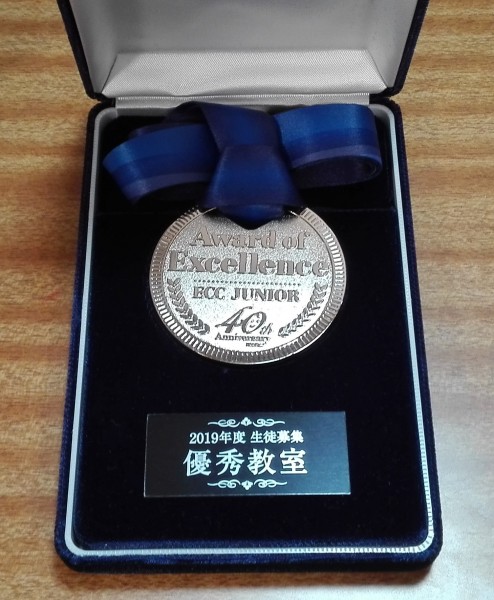 Award of
Excellence
ECC JUNIOR
40th
Anniversary
2019年度 生徒募集
優秀教室